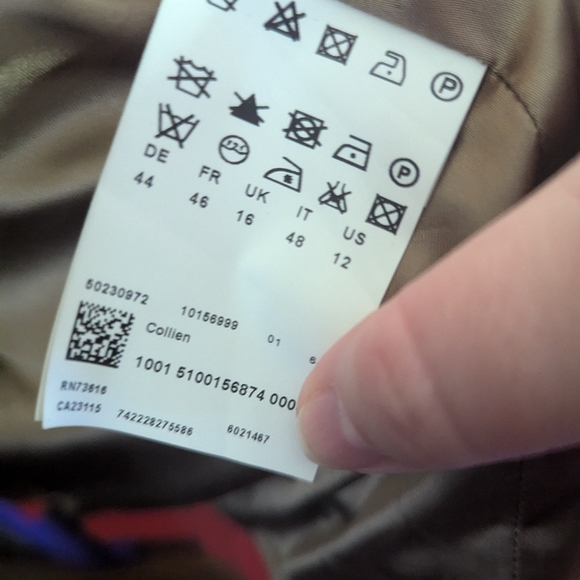 P
P
DE FR UK IT US
44 46 16 48 12
50230972 10156999 01 6
Collien
1001 5100156874 000
RN73616
CA23115 742228275586 6021467